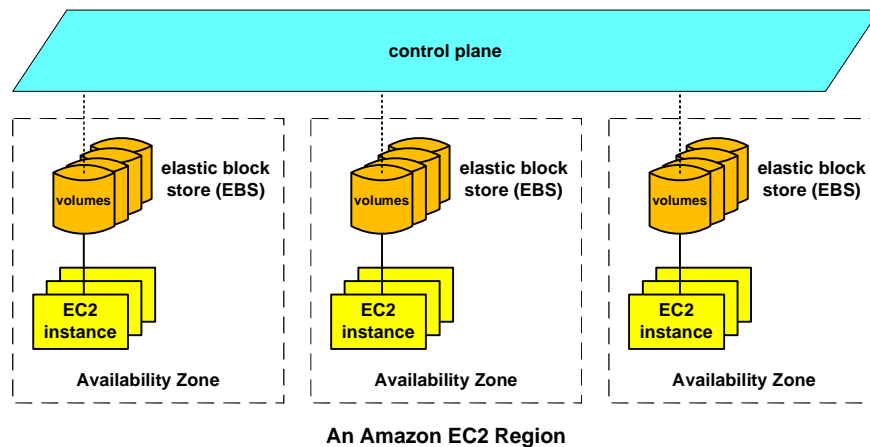 control plane
elastic block
store (EBS)
volumes
EC2
instance
Availability Zone
elastic block
store (EBS)
volumes
EC2
instance
Availability Zone
elastic block
store (EBS)
volumes
EC2
instance
Availability Zone
An Amazon EC2 Region